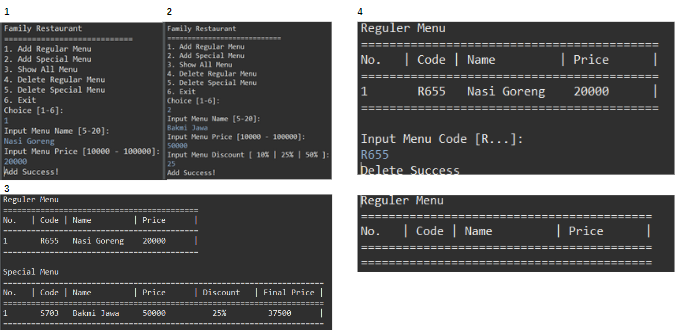 1
Family Restaurant
============================
1. Add Regular Menu
2. Add Special Menu
3. Show All Menu
4. Delete Regular Menu
5. Delete Special Menu
6. Exit
Choice [1-6]:
1
Input Menu Name [5-20]:
Nasi Goreng
Input Menu Price [10000 - 100000]:
20000
Add Success!
2
Family Restaurant
============================
1. Add Regular Menu
2. Add Special Menu
3. Show All Menu
4. Delete Regular Menu
5. Delete Special Menu
6. Exit
Choice [1-6]:
2
Input Menu Name [5-20]:
Bakmi Jawa
Input Menu Price [10000 - 100000]:
50000
Input Menu Discount [ 10% | 25% | 50% ]:
25
Add Success!
3
Reguler Menu
==========================================
No. | Code | Name | Price |
==========================================
1 R655 Nasi Goreng 20000 |
==========================================
Special Menu
======================================================================
No. | Code | Name | Price | Discount | Final Price |
======================================================================
1 S703 Bakmi Jawa 50000 25% 37500 |
======================================================================
4
Reguler Menu
==========================================
No. | Code | Name | Price |
==========================================
1 R655 Nasi Goreng 20000 |
==========================================
Input Menu Code [R...]:
R655
Delete Success
Reguler Menu
==========================================
No. | Code | Name | Price |
==========================================
==========================================